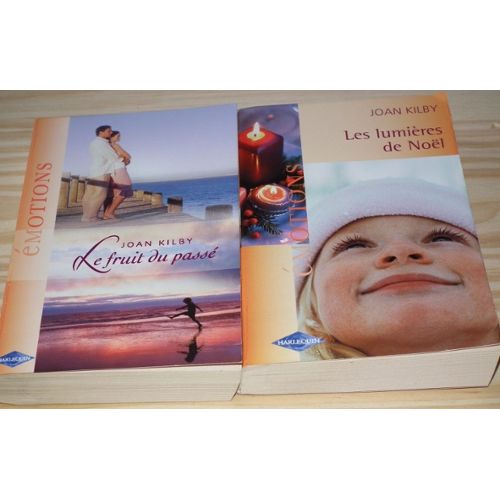 ÉMOTIONS
JOAN KILBY
Le fruit du passé
HARLEQUIN
JOAN KILBY
Les lumières
de Noël
ÉMOTIONS
HARLEQUIN